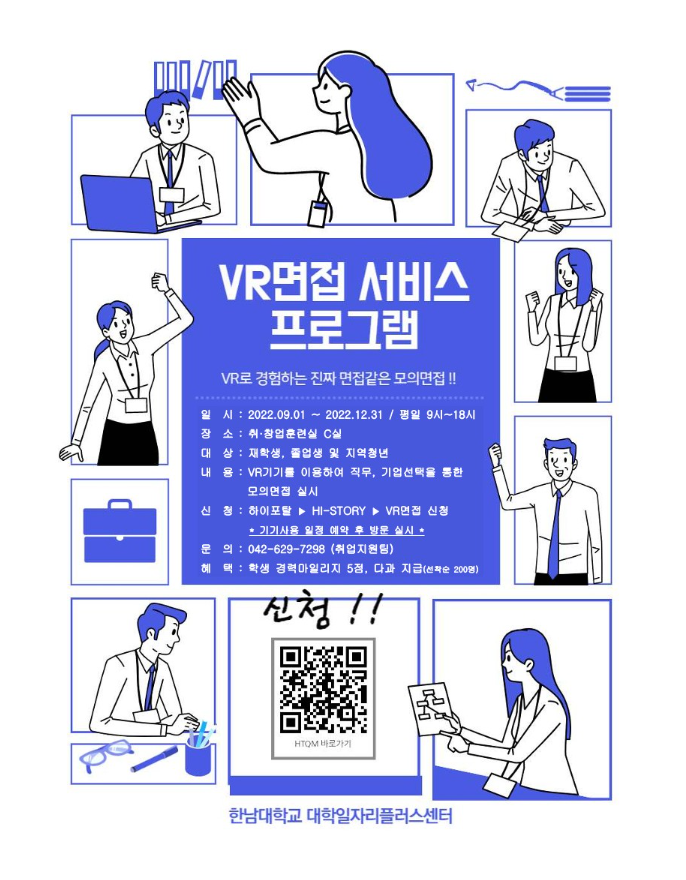 VR면접 서비스
프로그램
VR로 경험하는 진짜 면접같은 모의면접 !!
일 시 : 2022.09.01 ~ 2022.12.31 / 평일 9시~18시
장 소 : 취·창업훈련실 C실
대 상 : 재학생, 졸업생 및 지역청년
내 용 : VR기기를 이용하여 직무, 기업선택을 통한
모의면접 실시
신 청 : 하이포탈 ▶ HI-STORY ▶ VR면접 신청
* 기기사용 일정 예약 후 방문 실시 *
문 의 : 042-629-7298 (취업지원팀)
혜 택 : 학생 경력마일리지 5점, 다과 지급(선착순 200명)
신청 !!
HTQM 바로가기
한남대학교 대학일자리플러스센터